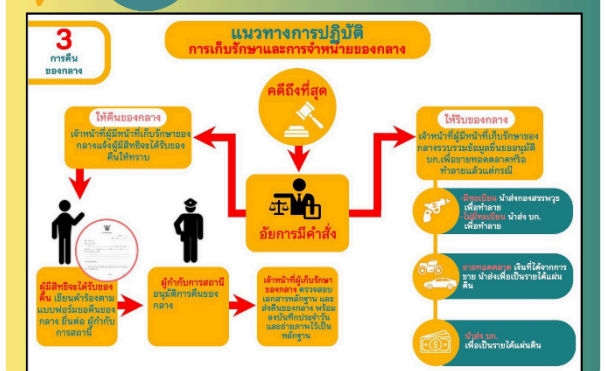 3
การคืน
ของกลาง
แนวทางการปฏิบัติ
การเก็บรักษาและการจำหน่ายของกลาง
คดีถึงที่สุด
ให้คืนของกลาง
เจ้าหน้าที่ผู้มีหน้าที่เก็บรักษาของ
กลางแจ้งผู้มีสิทธิจะได้รับของ
คืนให้ทราบ
อัยการมีคำสั่ง
ให้ริบของกลาง
เจ้าหน้าที่ผู้มีหน้าที่เก็บรักษาของ
กลางรวบรวมข้อมูลยื่นขออนุมัติ
บก.เพื่อขายทอดตลาดหรือ
ทำลายแล้วแต่กรณี
ผู้มีสิทธิจะได้รับของ
คืน เขียนคำร้องตาม
แบบฟอร์มขอคืนของ
กลาง ยื่นต่อ ผู้กำกับ
การสถานี
ผู้กำกับการสถานี
อนุมัติการคืนของ
กลาง
เจ้าหน้าที่ผู้เก็บรักษา
ของกลาง ตรวจสอบ
เอกสารหลักฐาน และ
ส่งคืนของกลาง พร้อม
ลงบันทึกประจำวัน
และถ่ายภาพไว้เป็น
หลักฐาน
-มีทะเบียน นำส่งกองสรรพาวุธ
เพื่อทำลาย
-ไม่มีทะเบียน นำส่ง บก.
เพื่อทำลาย
ขายทอดตลาด เงินที่ได้จากการ
ขาย นำส่งเพื่อเป็นรายได้แผ่น
ดิน
นำส่ง บก.
เพื่อเป็นรายได้แผ่นดิน